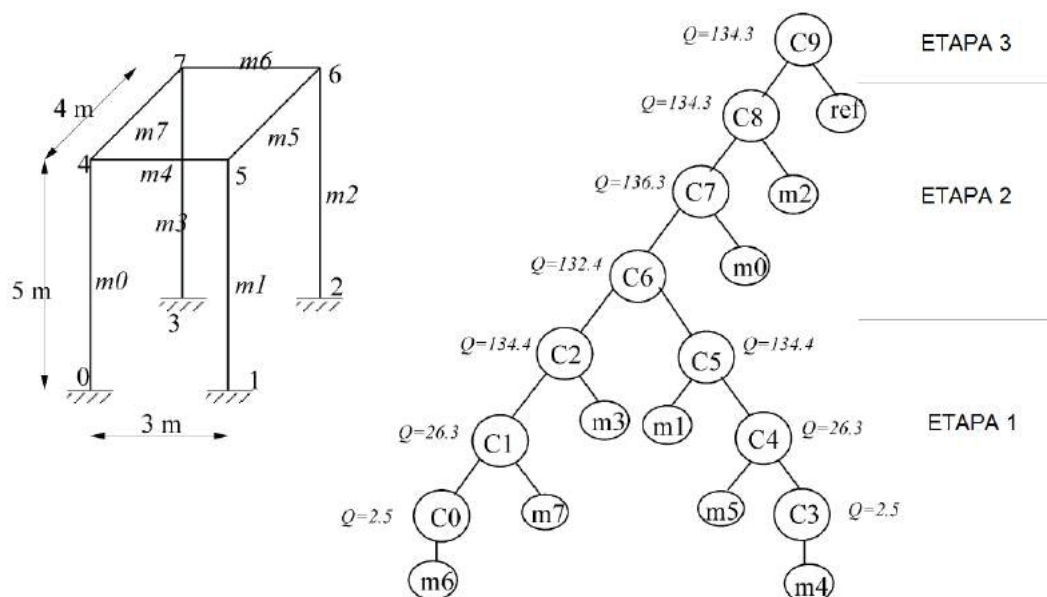 7
m6
6
4 m
m7
m5
4
m4
5
m2
m3
5 m
m0
m1
2
3
0
1
3 m
Q=134.3
C9
ETAPA 3
Q=134.3
C8
ref
Q=136.3
C7
m2
ETAPA 2
Q=132.4
C6
m0
Q=134.4
C2
C5
Q=134.4
m3
m1
ETAPA 1
Q=26.3
C1
C4
Q=26.3
Q=2.5
C0
m7
m5
C3
Q=2.5
m6
m4